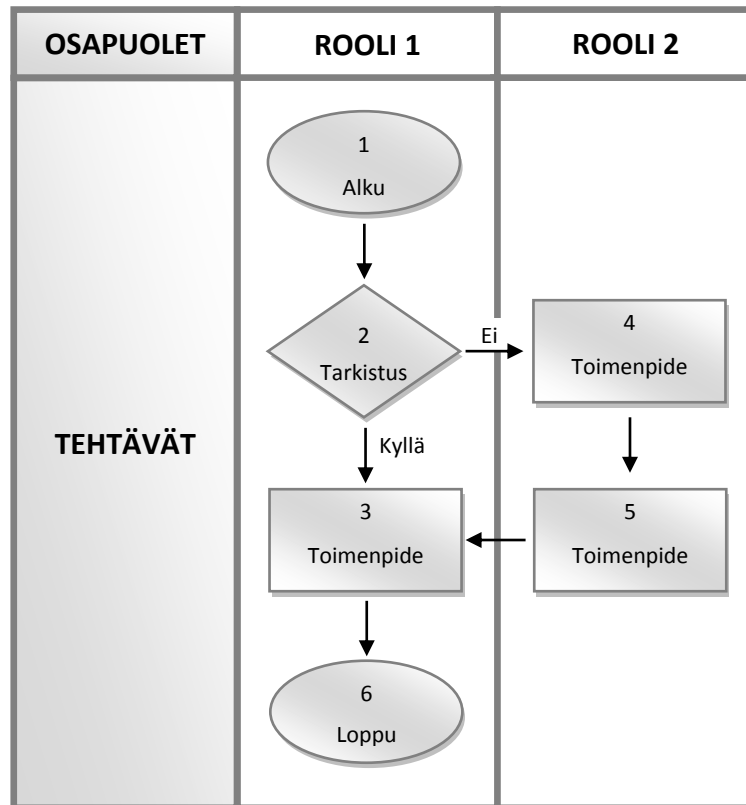 OSAPUOLET
ROOLI 1
ROOLI 2
TEHTÄVÄT
1
Alku
2
Tarkistus
Ei
Kyllä
4
Toimenpide
5
Toimenpide
3
Toimenpide
6
Loppu